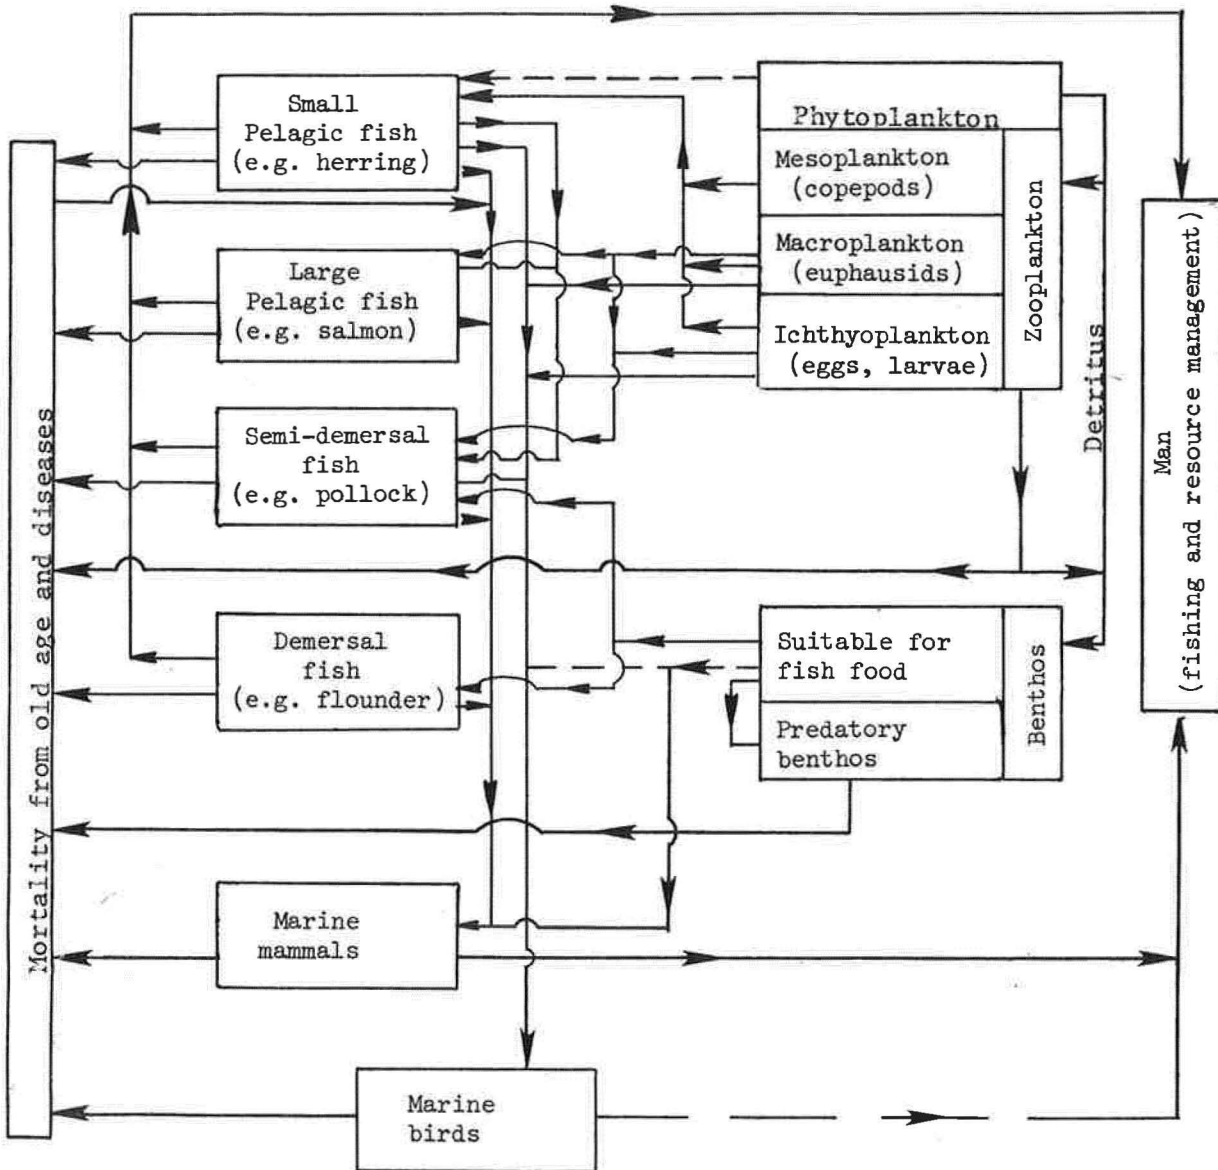 Small
Pelagic fish
(e.g. herring)
Large
Pelagic fish
(e.g. salmon)
Semi-demersal
fish
(e.g. pollock)
Demersal
fish
(e.g. flounder)
Marine
mammals
Marine
birds
Mortality from old age and diseases
Phytoplankton
Mesoplankton
(copepods)
Macroplankton
(euphausids)
Ichthyoplankton
(eggs, larvae)
Zooplankton
Detritus
Suitable for
fish food
Predatory
benthos
Benthos
Man
(fishing and resource management)